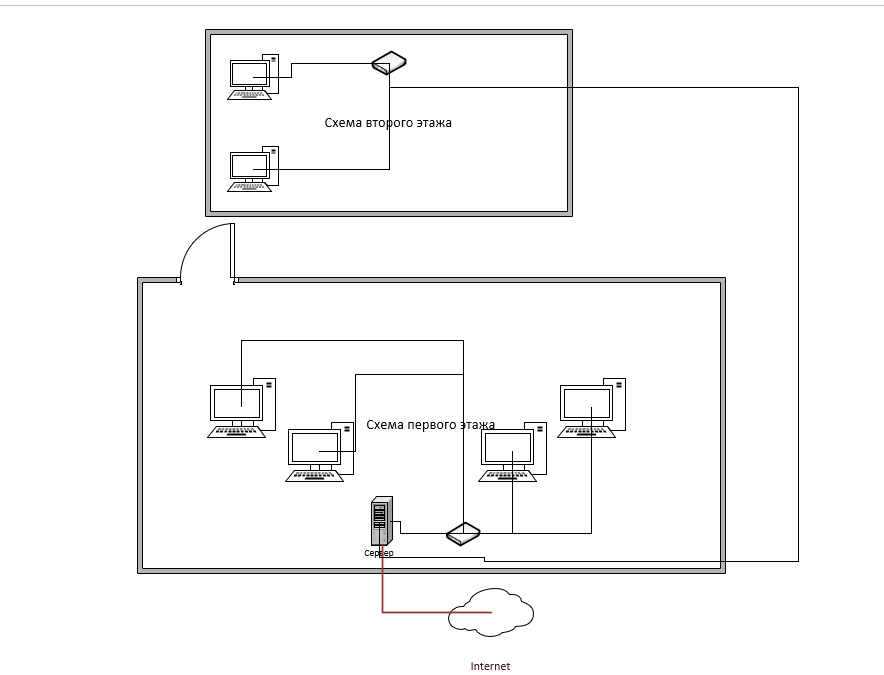 Схема второго этажа
Схема первого этажа
Сервер
Internet